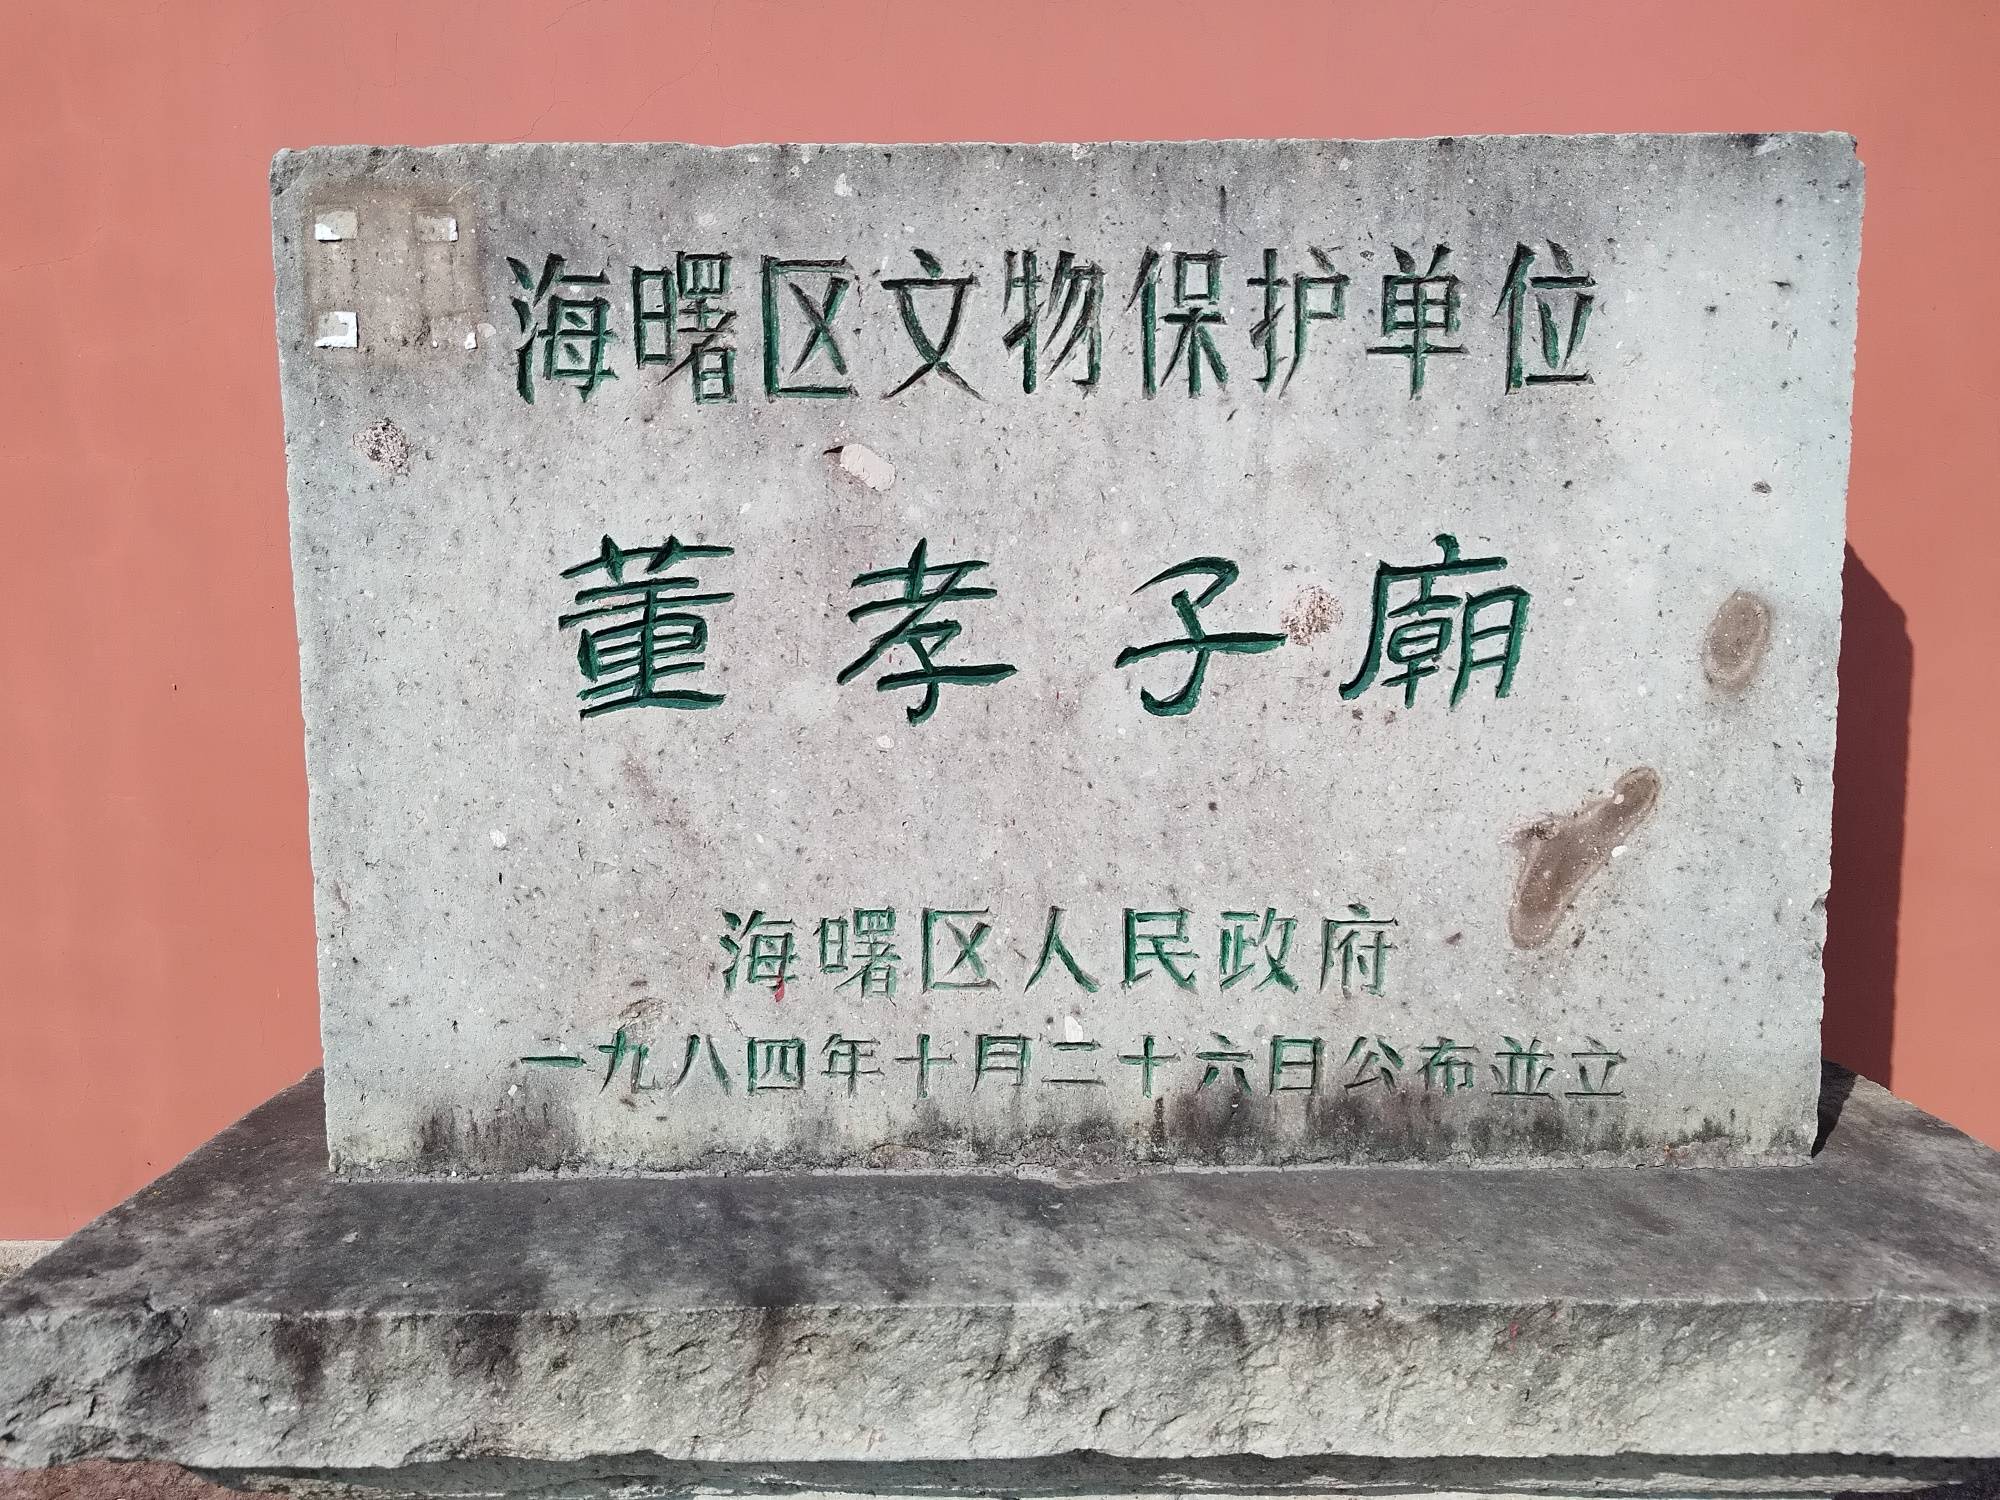 海曙区文物保护单位
董孝子廟
海曙区人民政府
一九八四年十月二十六日公布並立